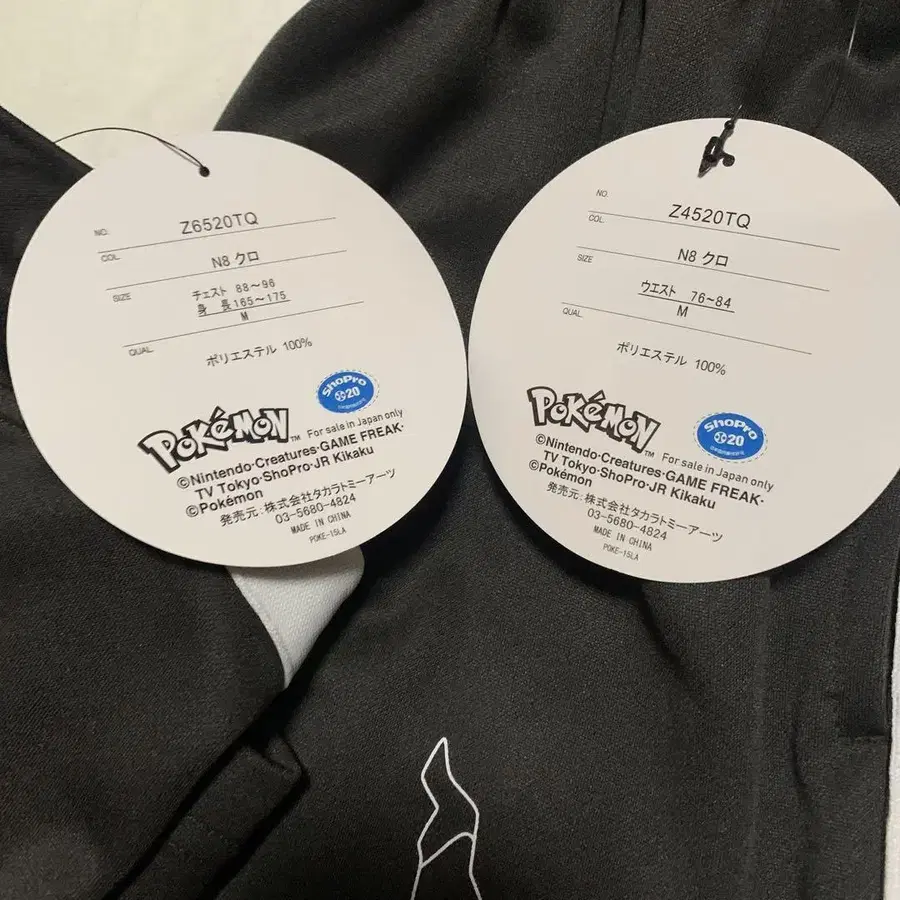 NO.
Z6520TQ
COL.
N8 クロ
SIZE
チェスト 88~96
身 長165~175
M
QUAL.
ポリエステル 100%
ShoPro
20
POKéMON™ For sale in Japan only
©Nintendo・Creatures・GAME FREAK・
TV Tokyo・ShoPro・JR Kikaku
©Pokémon
発売元:株式会社タカラトミーアーツ
03-5680-4824
MADE IN CHINA
POKE-15LA
NO.
Z4520TQ
COL.
N8 クロ
SIZE
ウエスト 76~84
M
QUAL.
ポリエステル 100%
ShoPro
20
POKéMON™ For sale in Japan only
©Nintendo・Creatures・GAME FREAK・
TV Tokyo・ShoPro・JR Kikaku
©Pokémon
発売元:株式会社タカラトミーアーツ
03-5680-4824
MADE IN CHINA
POKE-15LA